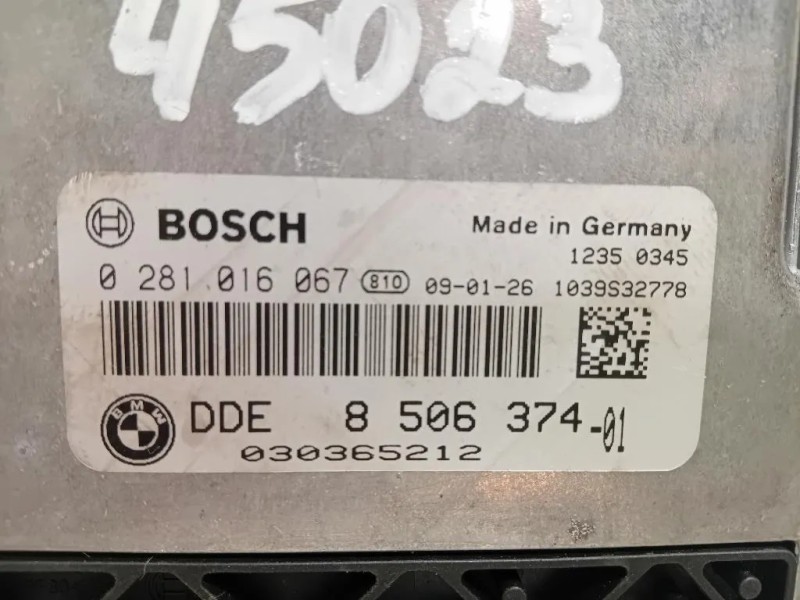 45023
BOSCH Made in Germany
1235 0345
0 281 016 067 810 09-01-26 1039S32778
BMW DDE 8 506 374-01
030365212